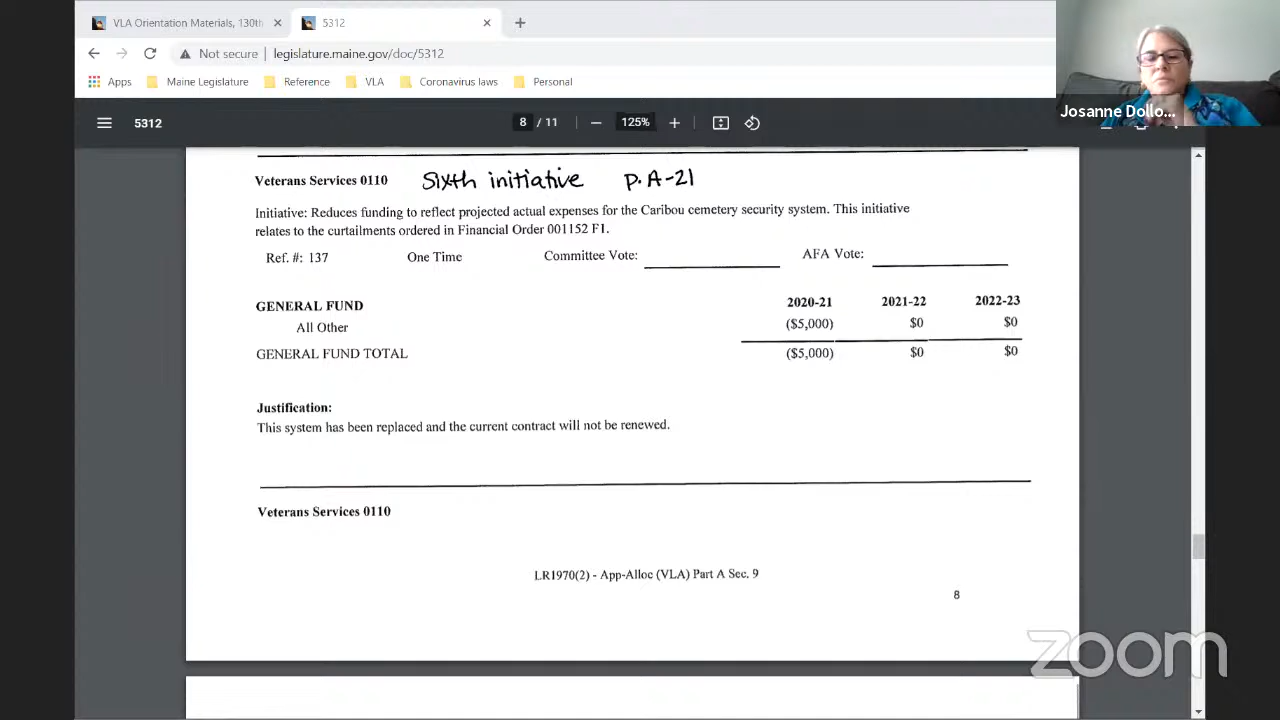 VLA Orientation Materials, 130th
5312
Not secure | legislature.maine.gov/doc/5312
Apps Maine Legislature Reference VLA Coronavirus laws Personal
5312 8 / 11 125%
Josanne Dollo...
Veterans Services 0110 Sixth initiative p.A-21
Initiative: Reduces funding to reflect projected actual expenses for the Caribou cemetery security system. This initiative
relates to the curtailments ordered in Financial Order 001152 F1.
Ref. #: 137 One Time Committee Vote: AFA Vote:
GENERAL FUND 2020-21 2021-22 2022-23
All Other ($5,000) $0 $0
GENERAL FUND TOTAL ($5,000) $0 $0
Justification:
This system has been replaced and the current contract will not be renewed.
Veterans Services 0110
LR1970(2) - App-Alloc (VLA) Part A Sec. 9
8
zoom